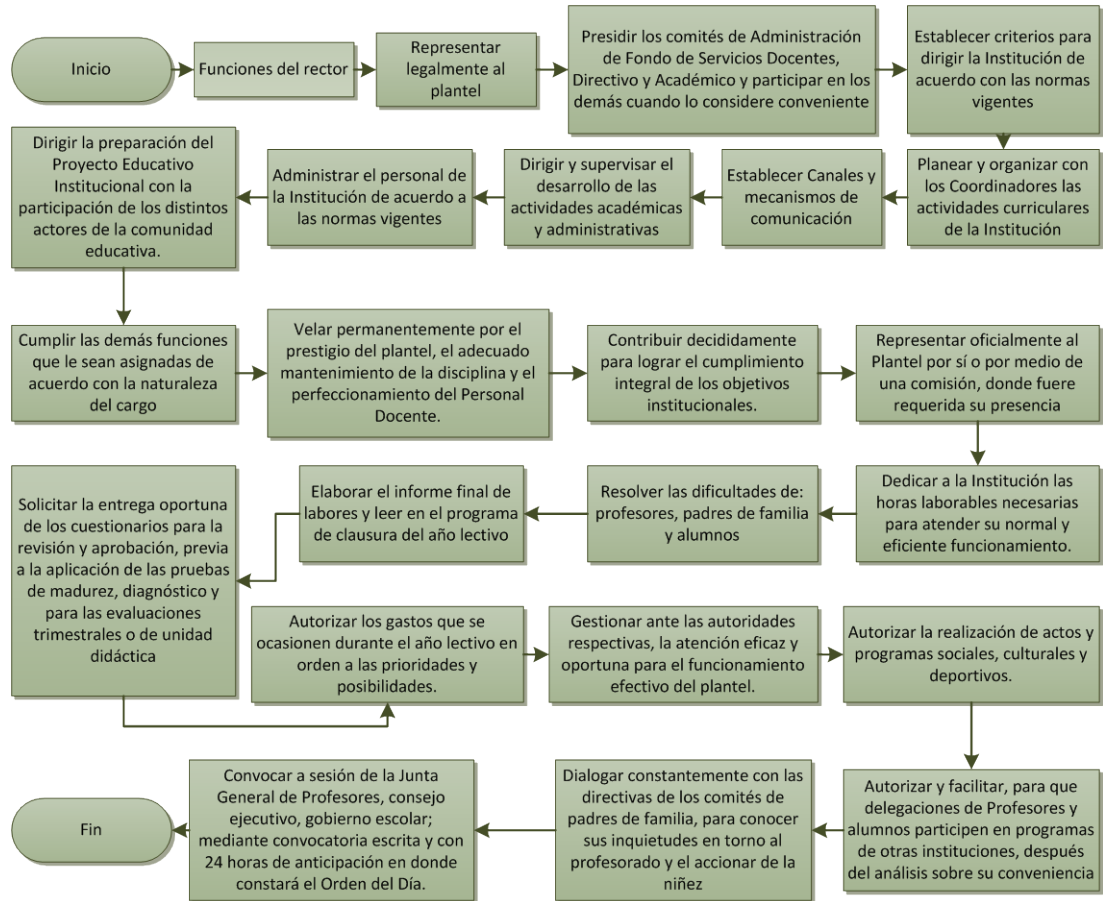 Inicio
Funciones del rector
Representar
legalmente al
plantel
Presidir los comités de Administración
de Fondo de Servicios Docentes,
Directivo y Académico y participar en los
demás cuando lo considere conveniente
Establecer criterios para
dirigir la Institución de
acuerdo con las normas
vigentes
Planear y organizar con
los Coordinadores las
actividades curriculares
de la Institución
Establecer Canales y
mecanismos de
comunicación
Dirigir y supervisar el
desarrollo de las
actividades académicas
y administrativas
Administrar el personal de
la Institución de acuerdo a
las normas vigentes
Dirigir la preparación del
Proyecto Educativo
Institucional con la
participación de los distintos
actores de la comunidad
educativa.
Cumplir las demás funciones
que le sean asignadas de
acuerdo con la naturaleza
del cargo
Velar permanentemente por el
prestigio del plantel, el adecuado
mantenimiento de la disciplina y el
perfeccionamiento del Personal
Docente.
Contribuir decididamente
para lograr el cumplimiento
integral de los objetivos
institucionales.
Representar oficialmente al
Plantel por sí o por medio de
una comisión, donde fuere
requerida su presencia
Dedicar a la Institución las
horas laborables necesarias
para atender su normal y
eficiente funcionamiento.
Resolver las dificultades de:
profesores, padres de familia
y alumnos
Elaborar el informe final de
labores y leer en el programa
de clausura del año lectivo
Solicitar la entrega oportuna
de los cuestionarios para la
revisión y aprobación, previa
a la aplicación de las pruebas
de madurez, diagnóstico y
para las evaluaciones
trimestrales o de unidad
didáctica
Autorizar los gastos que se
ocasionen durante el año lectivo en
orden a las prioridades y
posibilidades.
Gestionar ante las autoridades
respectivas, la atención eficaz y
oportuna para el funcionamiento
efectivo del plantel.
Autorizar la realización de actos y
programas sociales, culturales y
deportivos.
Autorizar y facilitar, para que
delegaciones de Profesores y
alumnos participen en programas
de otras instituciones, después
del análisis sobre su conveniencia
Dialogar constantemente con las
directivas de los comités de
padres de familia, para conocer
sus inquietudes en torno al
profesorado y el accionar de la
niñez
Convocar a sesión de la Junta
General de Profesores, consejo
ejecutivo, gobierno escolar;
mediante convocatoria escrita y con
24 horas de anticipación en donde
constará el Orden del Día.
Fin